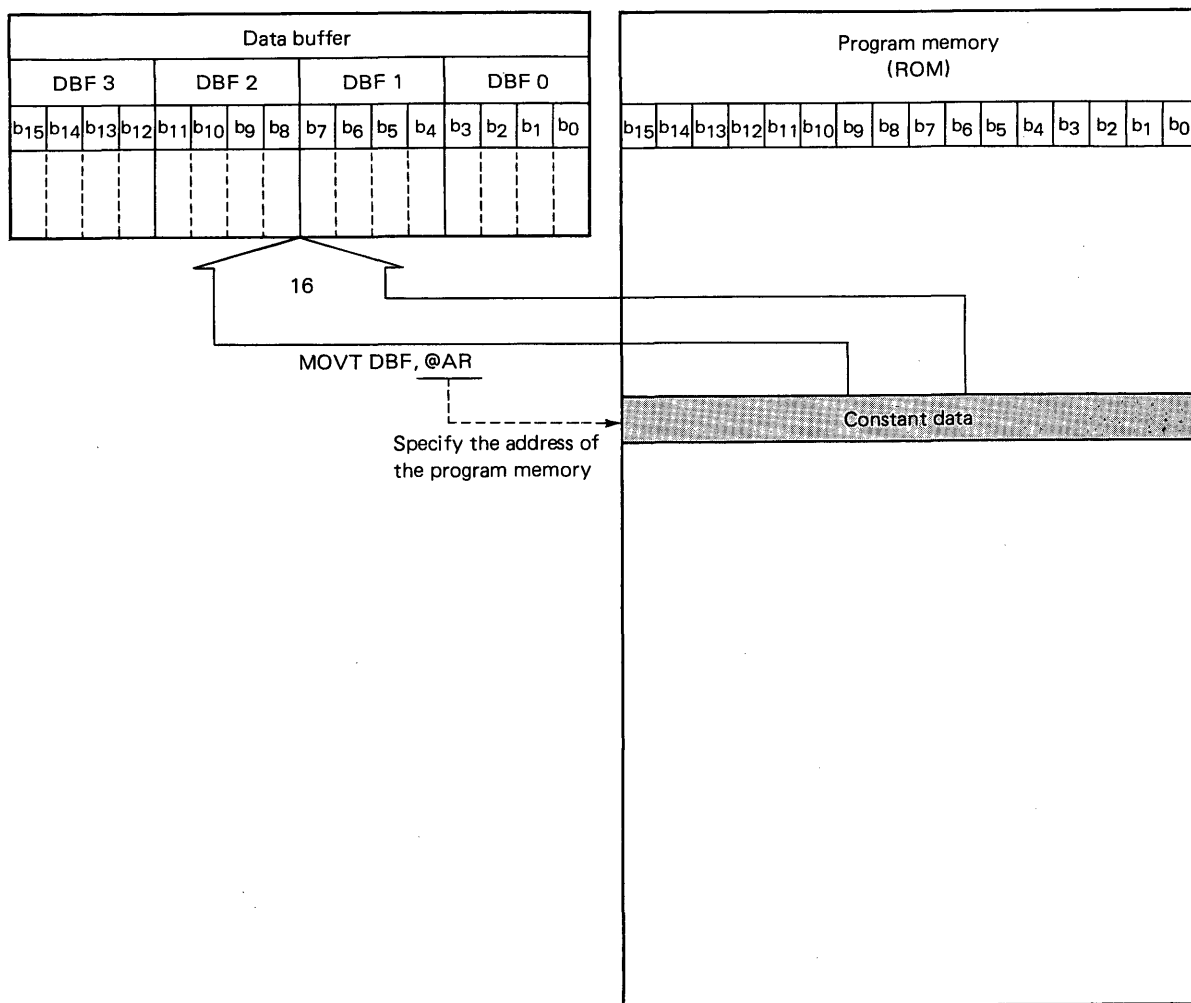 Data buffer
DBF 3 DBF 2 DBF 1 DBF 0
b15 b14 b13 b12 b11 b10 b9 b8 b7 b6 b5 b4 b3 b2 b1 b0
Program memory
(ROM)
b15 b14 b13 b12 b11 b10 b9 b8 b7 b6 b5 b4 b3 b2 b1 b0
16
MOVT DBF, @AR
Constant data
Specify the address of
the program memory